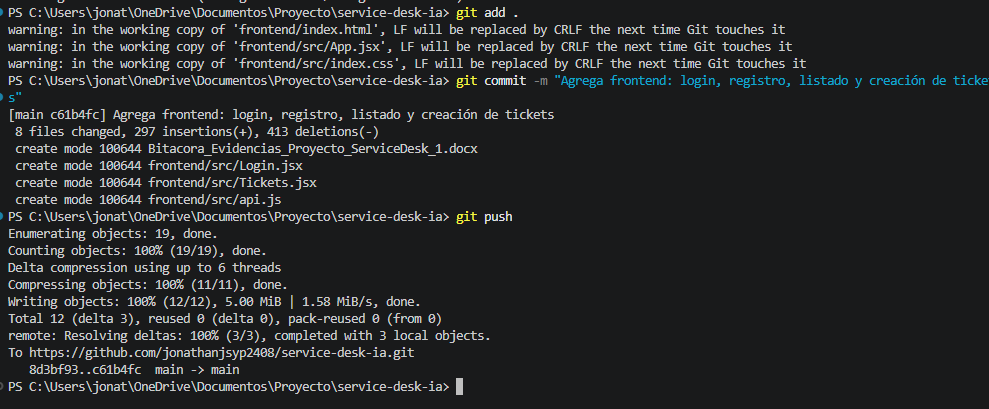 PS C:\Users\jonat\OneDrive\Documentos\Proyecto\service-desk-ia> git add .
warning: in the working copy of 'frontend/index.html', LF will be replaced by CRLF the next time Git touches it
warning: in the working copy of 'frontend/src/App.jsx', LF will be replaced by CRLF the next time Git touches it
warning: in the working copy of 'frontend/src/index.css', LF will be replaced by CRLF the next time Git touches it
PS C:\Users\jonat\OneDrive\Documentos\Proyecto\service-desk-ia> git commit -m "Agrega frontend: login, registro, listado y creación de ticke
s"
[main c61b4fc] Agrega frontend: login, registro, listado y creación de tickets
 8 files changed, 297 insertions(+), 413 deletions(-)
 create mode 100644 Bitacora_Evidencias_Proyecto_ServiceDesk_1.docx
 create mode 100644 frontend/src/Login.jsx
 create mode 100644 frontend/src/Tickets.jsx
 create mode 100644 frontend/src/api.js
PS C:\Users\jonat\OneDrive\Documentos\Proyecto\service-desk-ia> git push
Enumerating objects: 19, done.
Counting objects: 100% (19/19), done.
Delta compression using up to 6 threads
Compressing objects: 100% (11/11), done.
Writing objects: 100% (12/12), 5.00 MiB | 1.58 MiB/s, done.
Total 12 (delta 3), reused 0 (delta 0), pack-reused 0 (from 0)
remote: Resolving deltas: 100% (3/3), completed with 3 local objects.
To https://github.com/jonathanjsyp2408/service-desk-ia.git
   8d3bf93..c61b4fc  main -> main
PS C:\Users\jonat\OneDrive\Documentos\Proyecto\service-desk-ia>